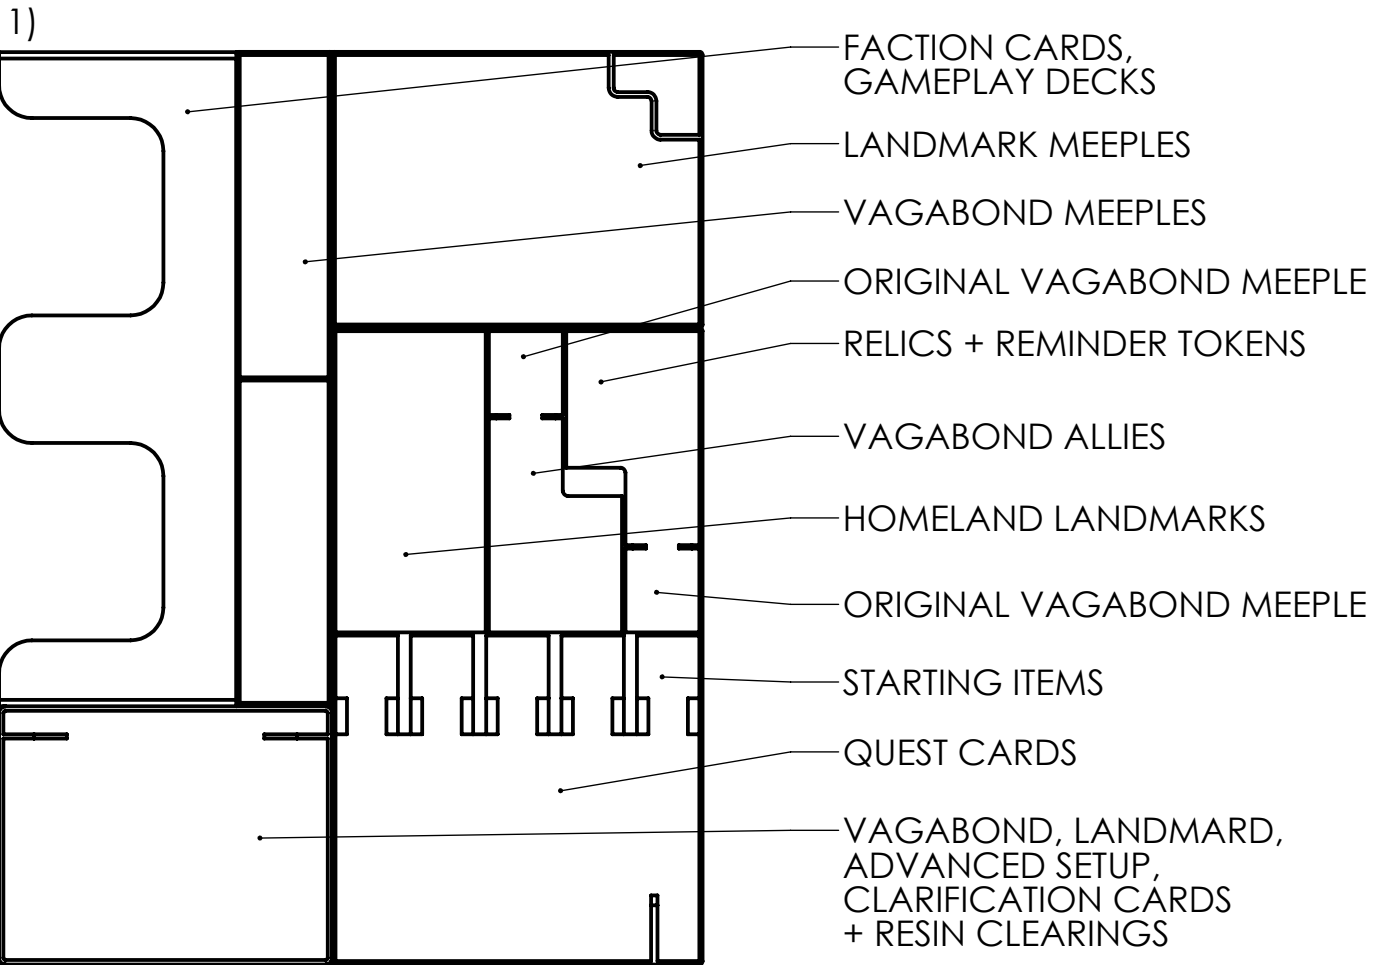 1)
FACTION CARDS,
GAMEPLAY DECKS
LANDMARK MEEPLES
VAGABOND MEEPLES
ORIGINAL VAGABOND MEEPLE
RELICS + REMINDER TOKENS
VAGABOND ALLIES
HOMELAND LANDMARKS
ORIGINAL VAGABOND MEEPLE
STARTING ITEMS
QUEST CARDS
VAGABOND, LANDMARD,
ADVANCED SETUP,
CLARIFICATION CARDS
+ RESIN CLEARINGS